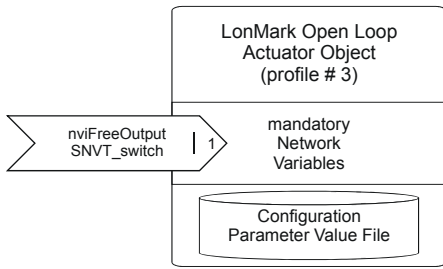 LonMark Open Loop
Actuator Object
(profile # 3)
nviFreeOutput
SNVT_switch
1
mandatory
Network
Variables
Configuration
Parameter Value File